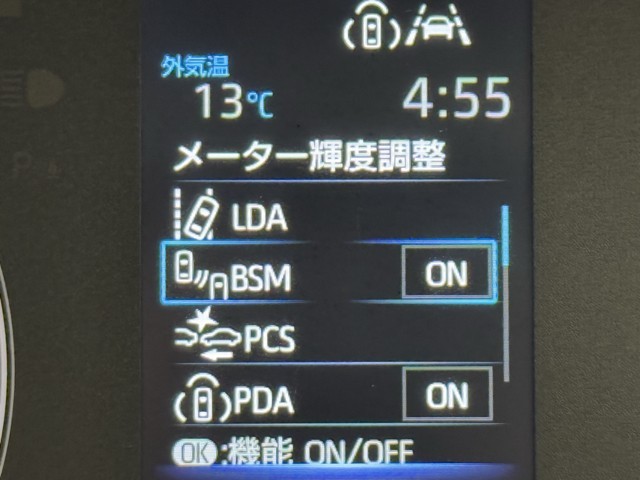 外気温
13℃ 4:55
メーター輝度調整
LDA
BSM ON
PCS
PDA ON
OK :機能 ON/OFF